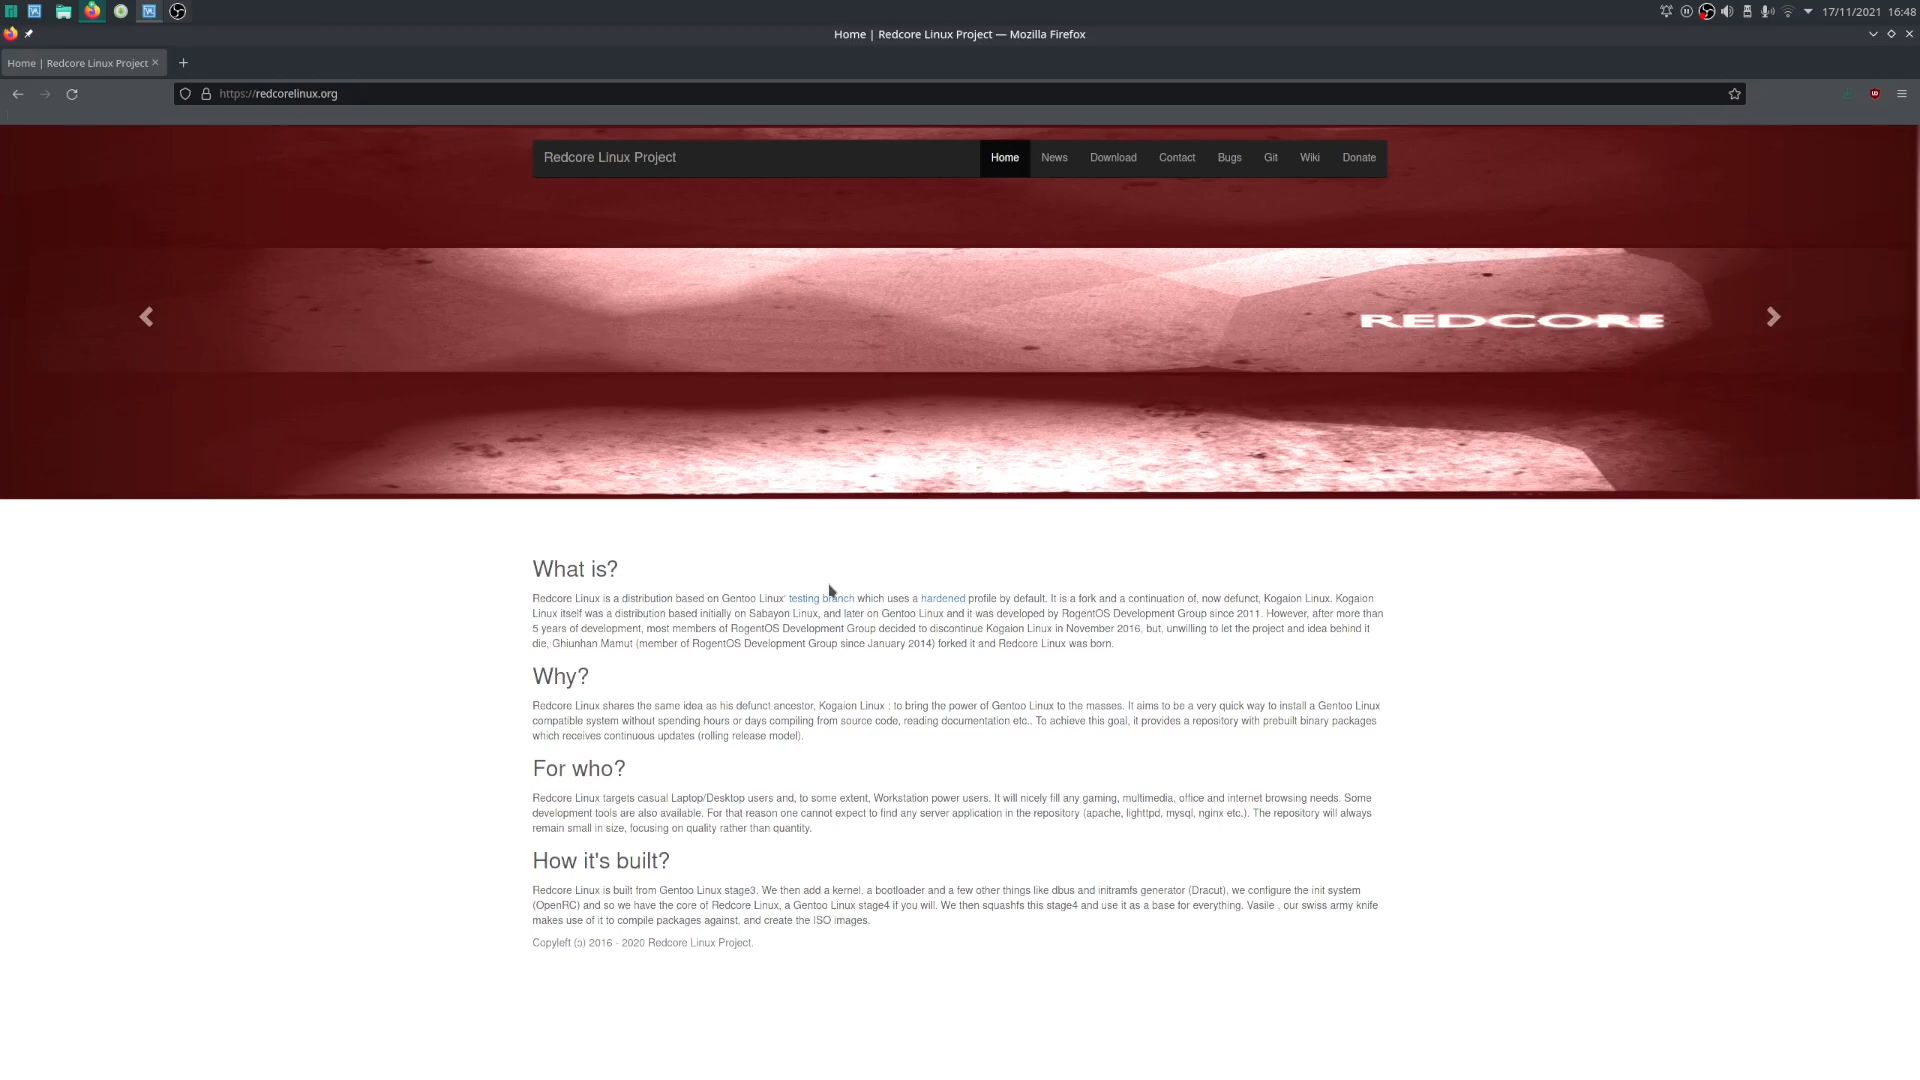 17/11/2021 16:48
Home | Redcore Linux Project — Mozilla Firefox
Home | Redcore Linux Project
https://redcorelinux.org
Redcore Linux Project
Home News Download Contact Bugs Git Wiki Donate
REDCORE
What is?
Redcore Linux is a distribution based on Gentoo Linux' testing branch which uses a hardened profile by default. It is a fork and a continuation of, now defunct, Kogaion Linux. Kogaion
Linux itself was a distribution based initially on Sabayon Linux, and later on Gentoo Linux and it was developed by RogentOS Development Group since 2011. However, after more than
5 years of development, most members of RogentOS Development Group decided to discontinue Kogaion Linux in November 2016, but, unwilling to let the project and idea behind it
die, Ghiunhan Mamut (member of RogentOS Development Group since January 2014) forked it and Redcore Linux was born.
Why?
Redcore Linux shares the same idea as his defunct ancestor, Kogaion Linux : to bring the power of Gentoo Linux to the masses. It aims to be a very quick way to install a Gentoo Linux
compatible system without spending hours or days compiling from source code, reading documentation etc.. To achieve this goal, it provides a repository with prebuilt binary packages
which receives continuous updates (rolling release model).
For who?
Redcore Linux targets casual Laptop/Desktop users and, to some extent, Workstation power users. It will nicely fill any gaming, multimedia, office and internet browsing needs. Some
development tools are also available. For that reason one cannot expect to find any server application in the repository (apache, lighttpd, mysql, nginx etc.). The repository will always
remain small in size, focusing on quality rather than quantity.
How it's built?
Redcore Linux is built from Gentoo Linux stage3. We then add a kernel, a bootloader and a few other things like dbus and initramfs generator (Dracut), we configure the init system
(OpenRC) and so we have the core of Redcore Linux, a Gentoo Linux stage4 if you will. We then squashfs this stage4 and use it as a base for everything. Vasile , our swiss army knife
makes use of it to compile packages against, and create the ISO images.
Copyleft (ɔ) 2016 - 2020 Redcore Linux Project.